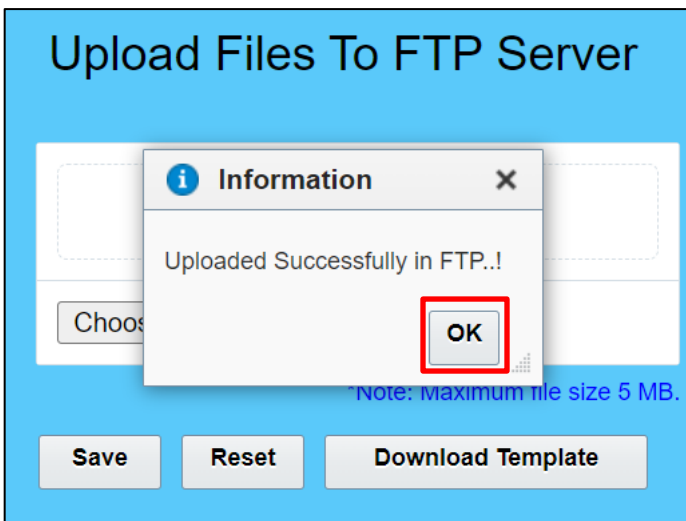 Upload Files To FTP Server
Information
Uploaded Successfully in FTP..!
Choos
OK
*Note: Maximum file size 5 MB.
Save Reset Download Template